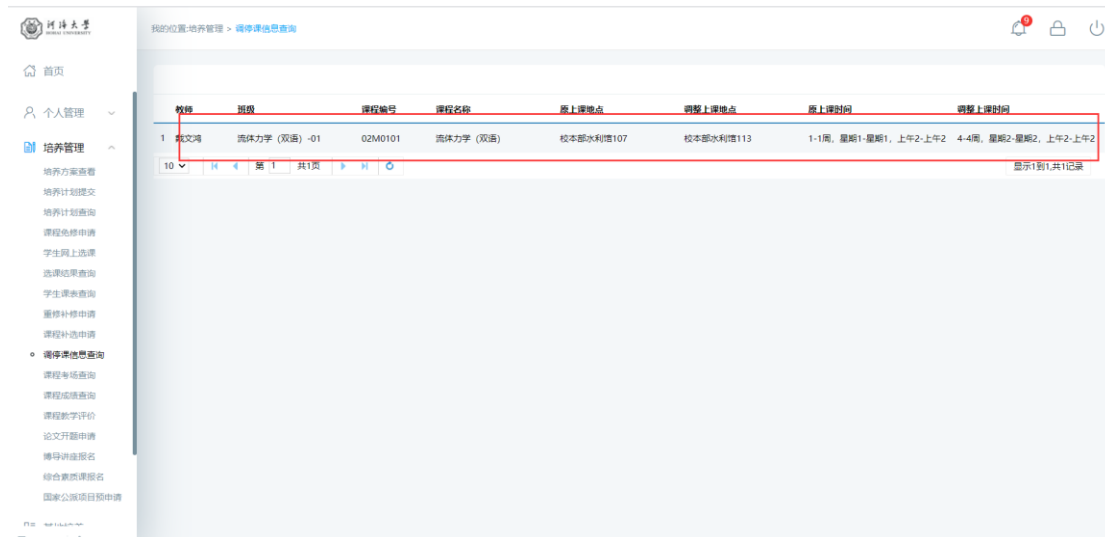 河海大学
HOHAI UNIVERSITY
我的位置:培养管理 > 调停课信息查询
9
首页
个人管理
培养管理
培养方案查看
培养计划提交
培养计划查询
课程免修申请
学生网上选课
选课结果查询
学生课表查询
重修补修申请
课程补选申请
调停课信息查询
课程考场查询
课程成绩查询
课程教学评价
论文开题申请
博导讲座报名
综合素质课报名
国家公派项目预申请
教师 班级 课程编号 课程名称 原上课地点 调整上课地点 原上课时间 调整上课时间
1 戴文鸿 流体力学（双语）-01 02M0101 流体力学（双语） 校本部水利馆107 校本部水利馆113 1-1周，星期1-星期1，上午2-上午2 4-4周，星期2-星期2，上午2-上午2
10 第 1 共1页 显示1到1,共1记录